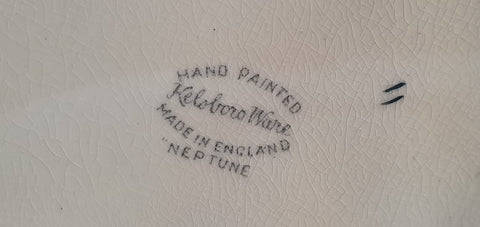 HAND PAINTED
Kelsboro Ware
MADE IN ENGLAND
"NEPTUNE